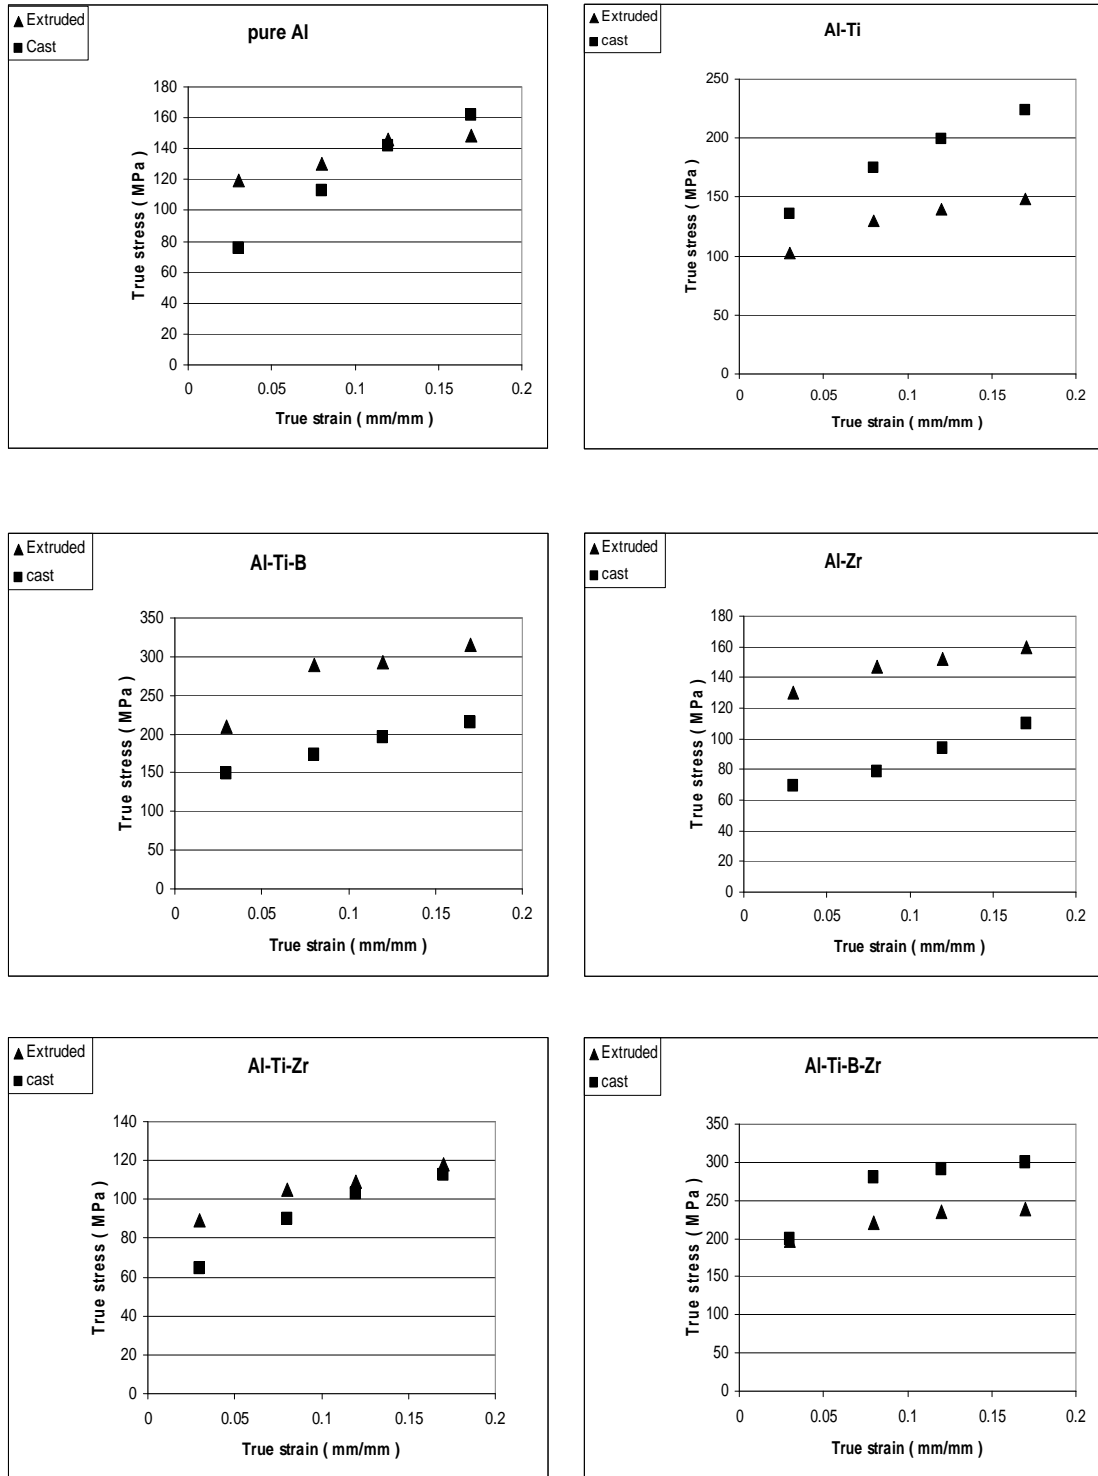 Extruded
Cast
pure Al
180
160
140
120
100
80
60
40
20
0
0 0.05 0.1 0.15 0.2
True stress ( MPa )
True strain ( mm/mm )
Extruded
cast
Al-Ti
250
200
150
100
50
0
0 0.05 0.1 0.15 0.2
True stress ( MPa )
True strain ( mm/mm )
Extruded
cast
Al-Ti-B
350
300
250
200
150
100
50
0
0 0.05 0.1 0.15 0.2
True stress ( MPa )
True strain ( mm/mm )
Extruded
cast
Al-Zr
180
160
140
120
100
80
60
40
20
0
0 0.05 0.1 0.15 0.2
True stress ( MPa )
True strain ( mm/mm )
Extruded
cast
Al-Ti-Zr
140
120
100
80
60
40
20
0
0 0.05 0.1 0.15 0.2
True stress ( MPa )
True strain ( mm/mm )
Extruded
cast
Al-Ti-B-Zr
350
300
250
200
150
100
50
0
0 0.05 0.1 0.15 0.2
True stress ( MPa )
True strain ( mm/mm )